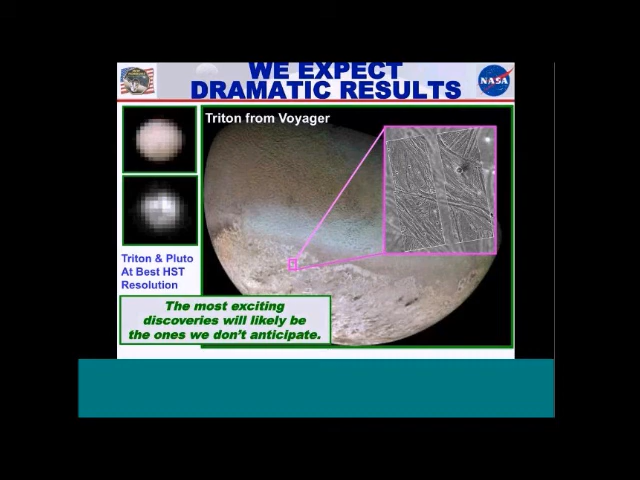 WE EXPECT
DRAMATIC RESULTS
NASA
Triton from Voyager
Triton & Pluto
At Best HST
Resolution
The most exciting
discoveries will likely be
the ones we don't anticipate.